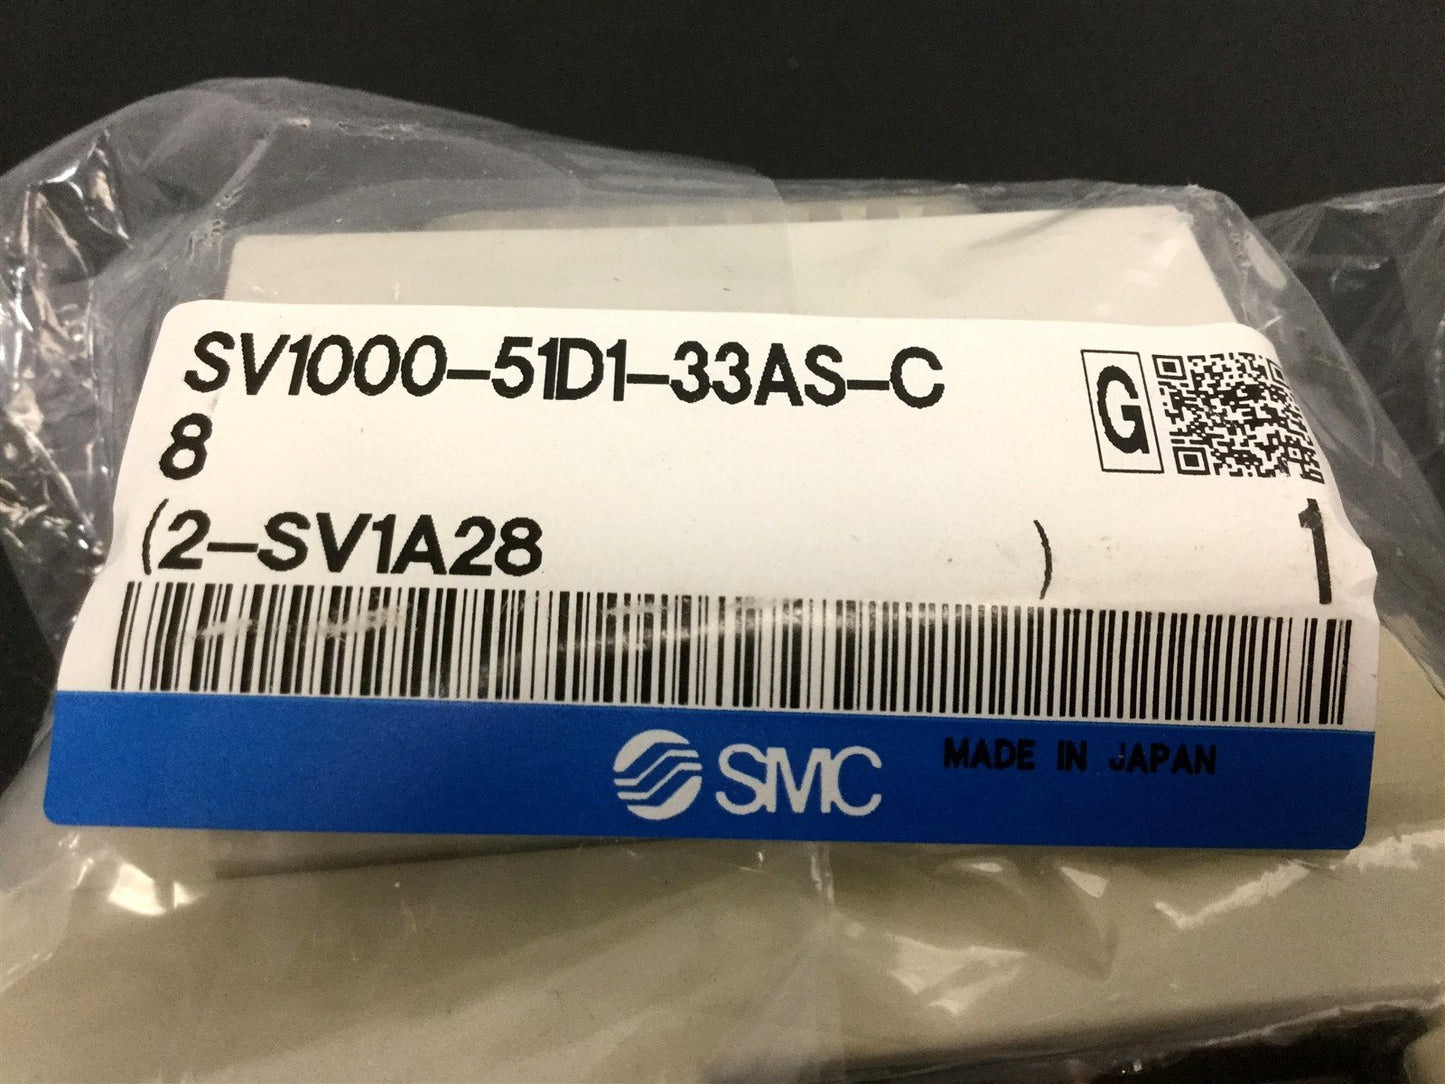 SV1000-51D1-33AS-C
8
G
(2-SV1A28 )
1
SMC
MADE IN JAPAN